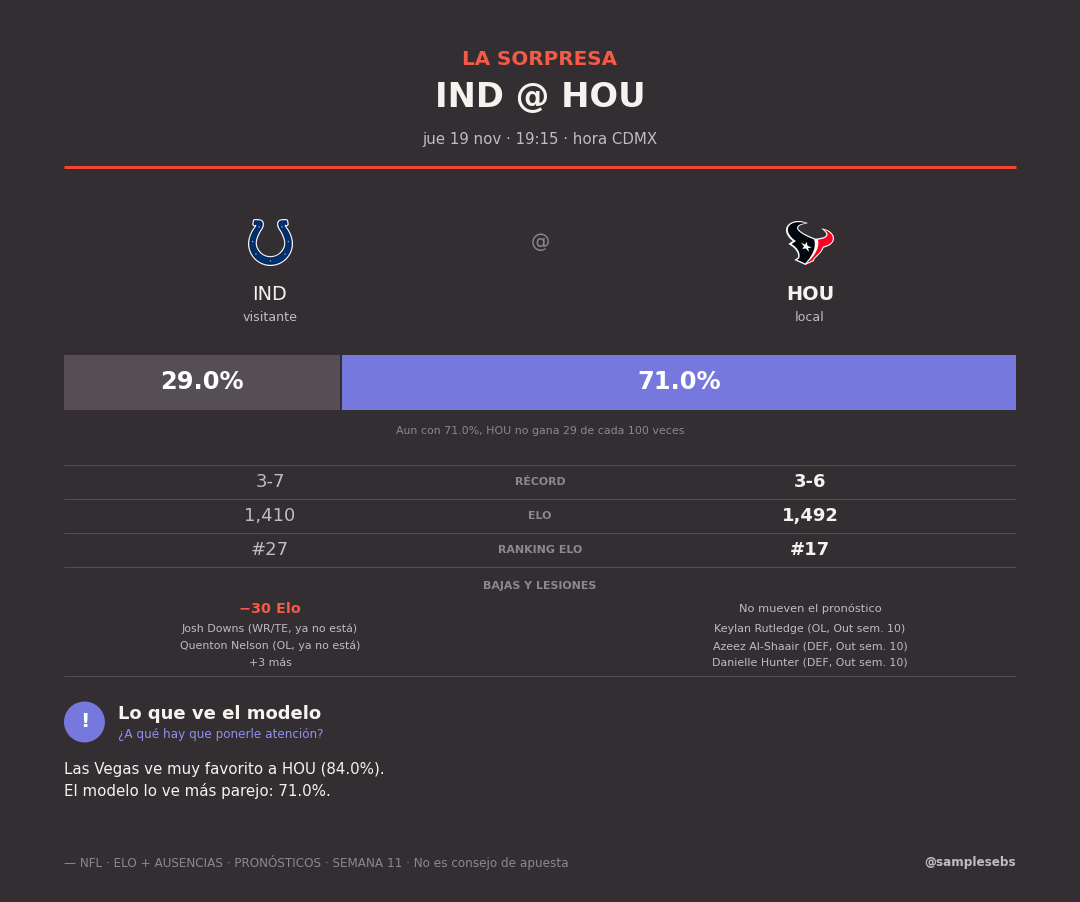 LA SORPRESA
IND @ HOU
jue 19 nov · 19:15 · hora CDMX
@
IND
HOU
visitante
local
29.0%
71.0%
Aun con 71.0%, HOU no gana 29 de cada 100 veces
3-7 RÉCORD 3-6
1,410 ELO 1,492
#27 RANKING ELO #17
BAJAS Y LESIONES
−30 Elo
Josh Downs (WR/TE, ya no está)
Quenton Nelson (OL, ya no está)
+3 más
No mueven el pronóstico
Keylan Rutledge (OL, Out sem. 10)
Azeez Al-Shaair (DEF, Out sem. 10)
Danielle Hunter (DEF, Out sem. 10)
!
Lo que ve el modelo
¿A qué hay que ponerle atención?
Las Vegas ve muy favorito a HOU (84.0%).
El modelo lo ve más parejo: 71.0%.
— NFL · ELO + AUSENCIAS · PRONÓSTICOS · SEMANA 11 · No es consejo de apuesta
@samplesebs